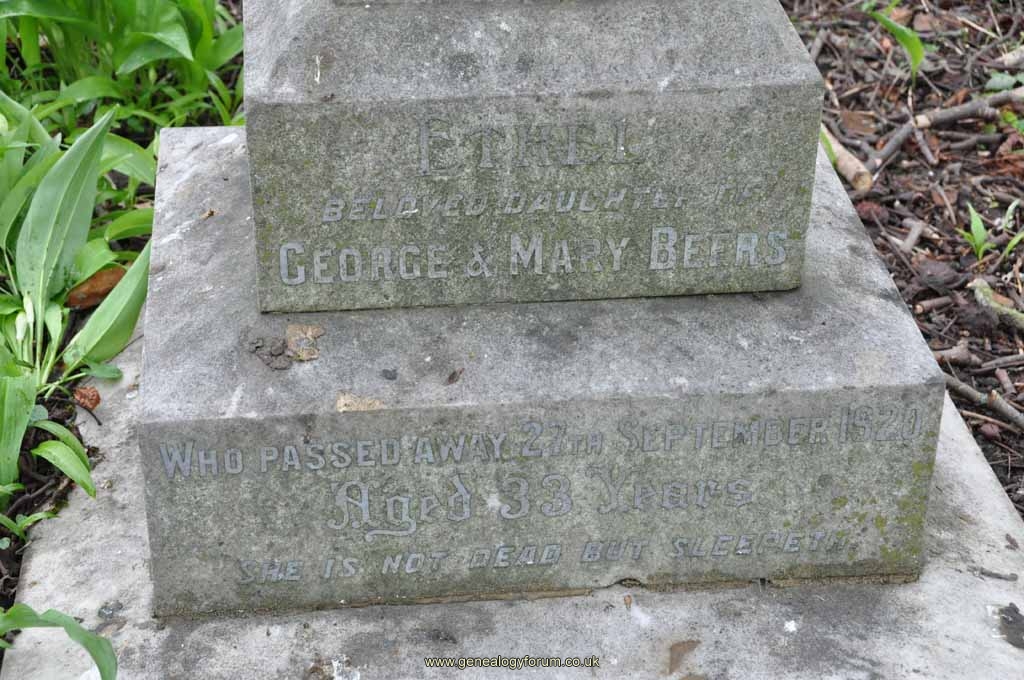 ETHEL
BELOVED DAUGHTER OF
GEORGE & MARY BEERS
WHO PASSED AWAY 27TH SEPTEMBER 1920
Aged 33 Years
SHE IS NOT DEAD BUT SLEEPETH
www.genealogyforum.co.uk